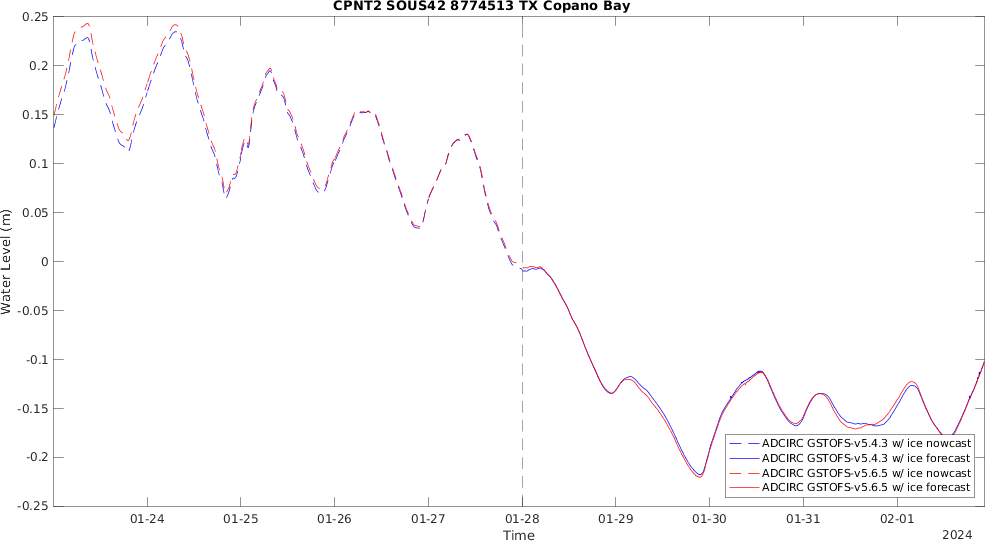 CPNT2 SOUS42 8774513 TX Copano Bay
0.25
0.2
0.15
0.1
0.05
0
-0.05
-0.1
-0.15
-0.2
-0.25
Water Level (m)
ADCIRC GSTOFS-v5.4.3 w/ ice nowcast
ADCIRC GSTOFS-v5.4.3 w/ ice forecast
ADCIRC GSTOFS-v5.6.5 w/ ice nowcast
ADCIRC GSTOFS-v5.6.5 w/ ice forecast
01-24 01-25 01-26 01-27 01-28 01-29 01-30 01-31 02-01
Time
2024